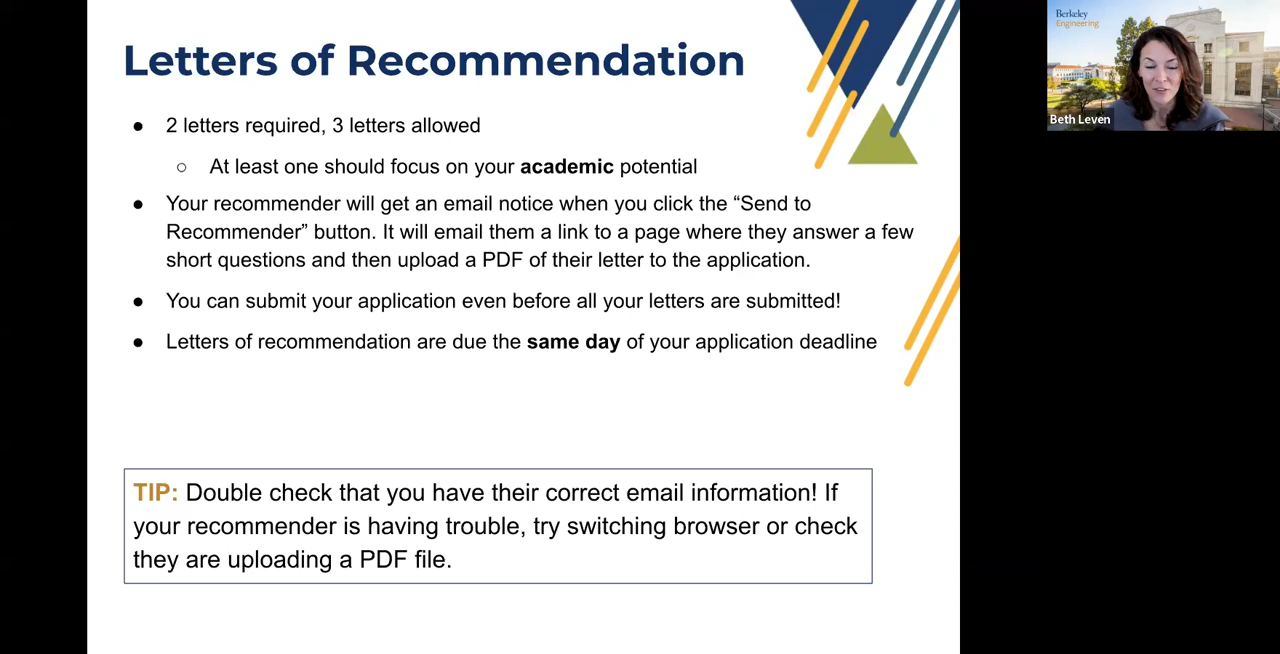 Letters of Recommendation
● 2 letters required, 3 letters allowed
○ At least one should focus on your academic potential
● Your recommender will get an email notice when you click the “Send to
Recommender” button. It will email them a link to a page where they answer a few
short questions and then upload a PDF of their letter to the application.
● You can submit your application even before all your letters are submitted!
● Letters of recommendation are due the same day of your application deadline
TIP: Double check that you have their correct email information! If
your recommender is having trouble, try switching browser or check
they are uploading a PDF file.
Berkeley
Engineering
Beth Leven